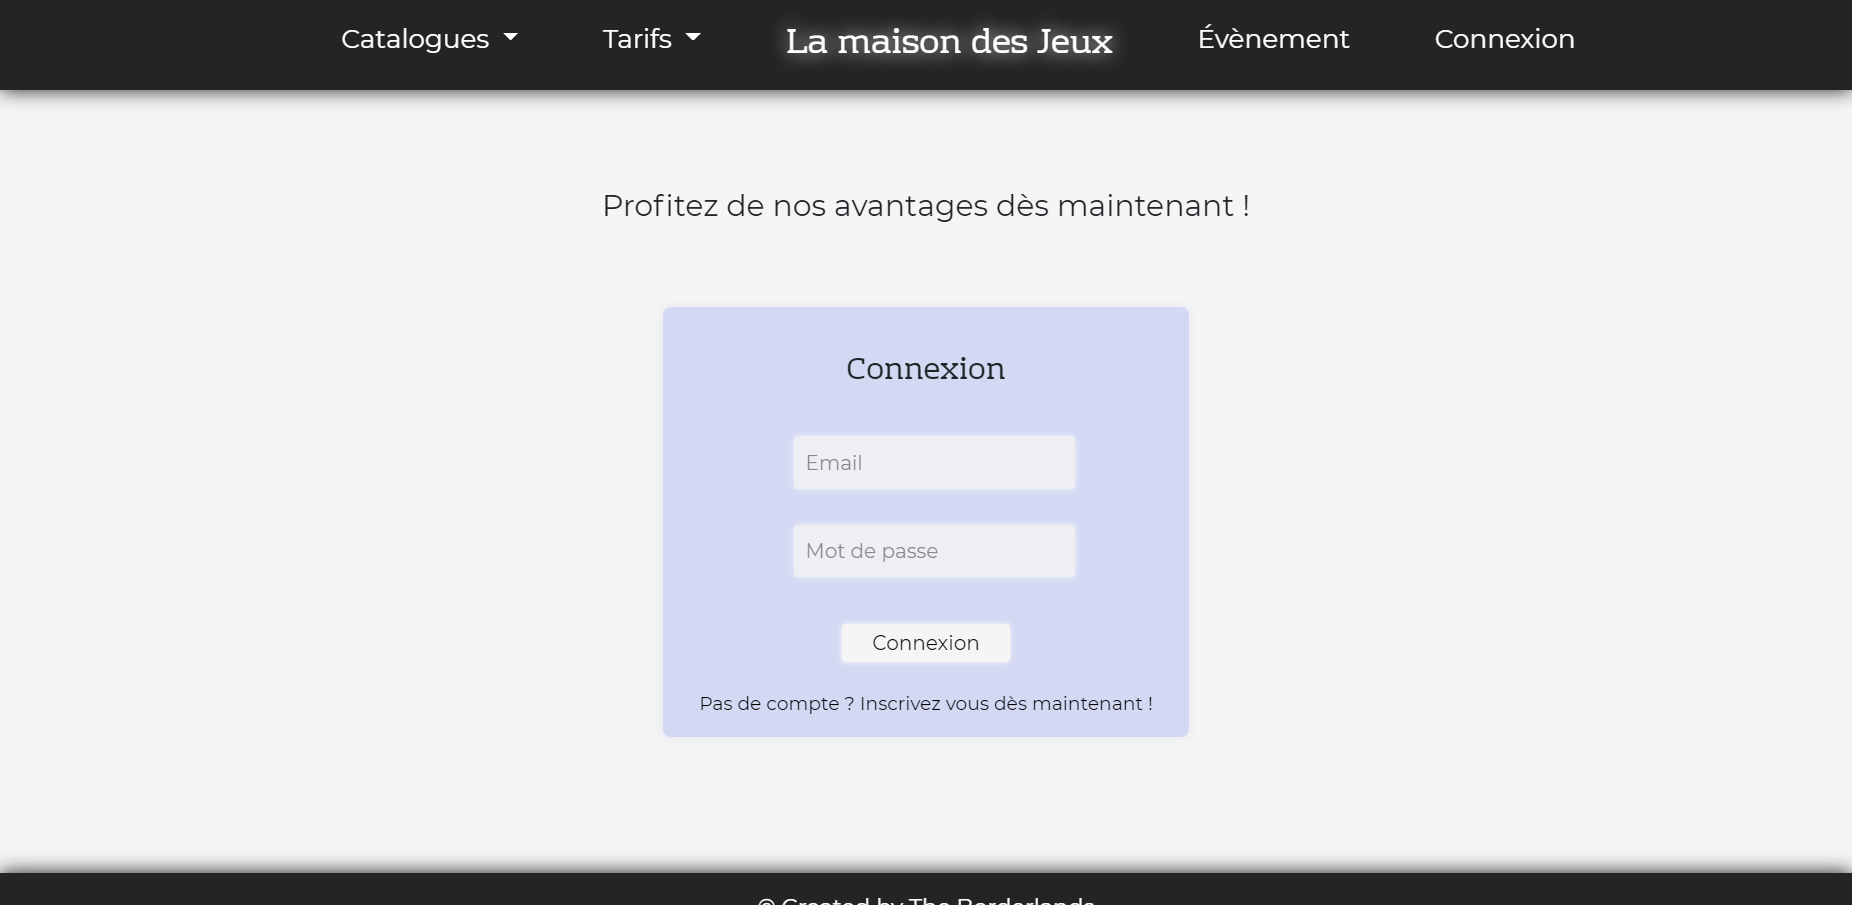 Catalogues Tarifs La maison des Jeux Évènement Connexion
Profitez de nos avantages dès maintenant !
Connexion
Email
Mot de passe
Connexion
Pas de compte ? Inscrivez vous dès maintenant !
© Created by The Borderlands